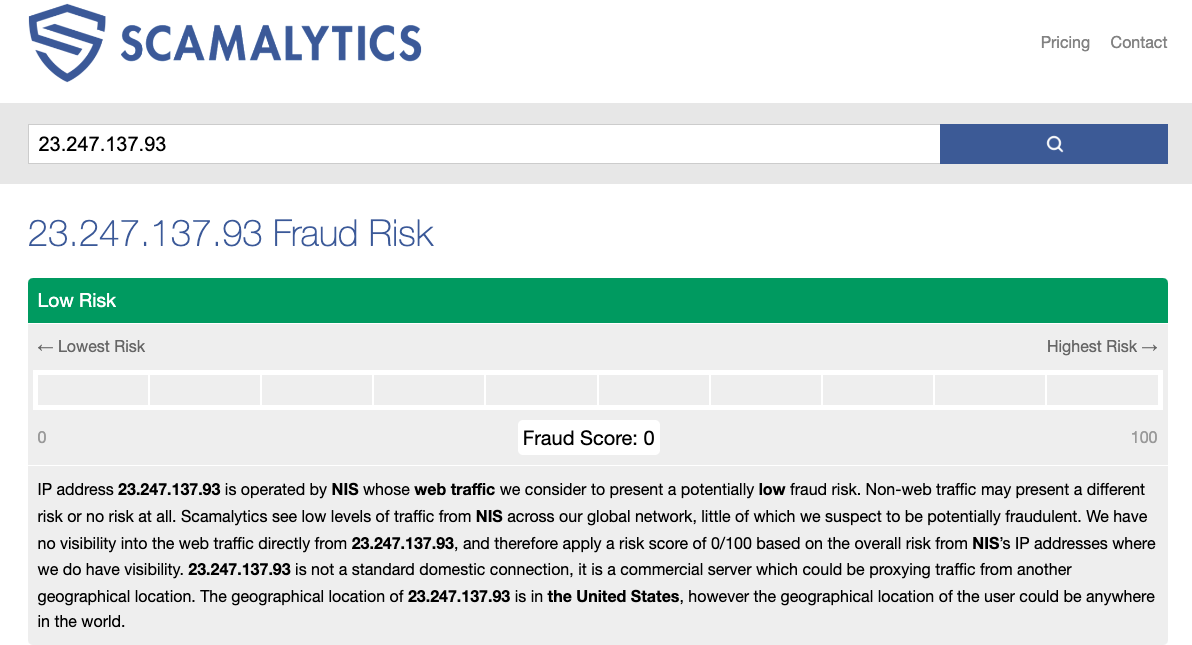 SCAMALYTICS
Pricing Contact
23.247.137.93
23.247.137.93 Fraud Risk
Low Risk
← Lowest Risk Highest Risk →
0 Fraud Score: 0 100
IP address 23.247.137.93 is operated by NIS whose web traffic we consider to present a potentially low fraud risk. Non-web traffic may present a different
risk or no risk at all. Scamalytics see low levels of traffic from NIS across our global network, little of which we suspect to be potentially fraudulent. We have
no visibility into the web traffic directly from 23.247.137.93, and therefore apply a risk score of 0/100 based on the overall risk from NIS's IP addresses where
we do have visibility. 23.247.137.93 is not a standard domestic connection, it is a commercial server which could be proxying traffic from another
geographical location. The geographical location of 23.247.137.93 is in the United States, however the geographical location of the user could be anywhere
in the world.